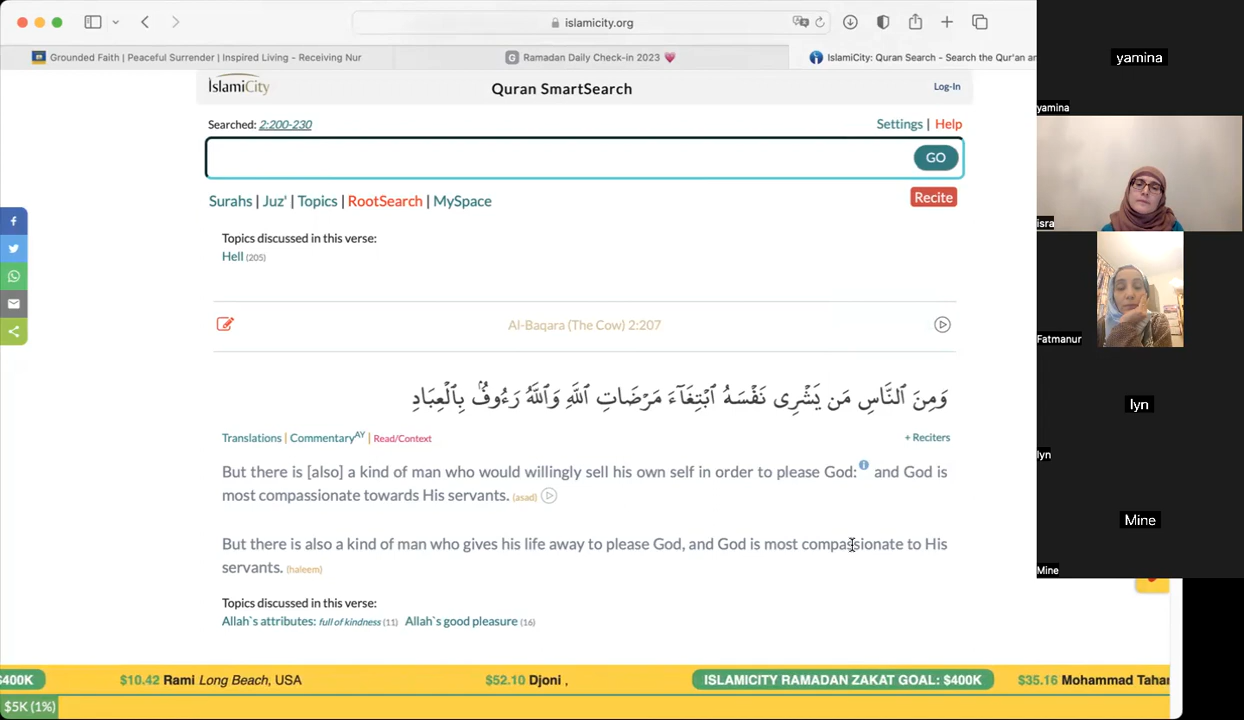 islamicity.org
Grounded Faith | Peaceful Surrender | Inspired Living - Receiving Nur
G Ramadan Daily Check-in 2023
IslamiCity: Quran Search - Search the Qur'an an
IslamiCity
Quran SmartSearch
Log-In
Searched: 2:200-230
Settings | Help
GO
Surahs | Juz' | Topics | RootSearch | MySpace
Recite
Topics discussed in this verse:
Hell (205)
Al-Baqara (The Cow) 2:207
وَمِنَ ٱلنَّاسِ مَن يَشْرِى نَفْسَهُ ٱبْتِغَآءَ مَرْضَاتِ ٱللَّهِ وَٱللَّهُ رَءُوفٌۢ بِٱلْعِبَادِ
Translations | Commentary AY | Read/Context
+ Reciters
But there is [also] a kind of man who would willingly sell his own self in order to please God: and God is
most compassionate towards His servants. (asad)
But there is also a kind of man who gives his life away to please God, and God is most compassionate to His
servants. (haleem)
Topics discussed in this verse:
Allah`s attributes: full of kindness (11) Allah`s good pleasure (16)
$400K
$10.42 Rami Long Beach, USA
$52.10 Djoni ,
ISLAMICITY RAMADAN ZAKAT GOAL: $400K
$35.16 Mohammad Tahar
$5K (1%)
yamina
yamina
isra
Fatmanur
lyn
lyn
Mine
Mine